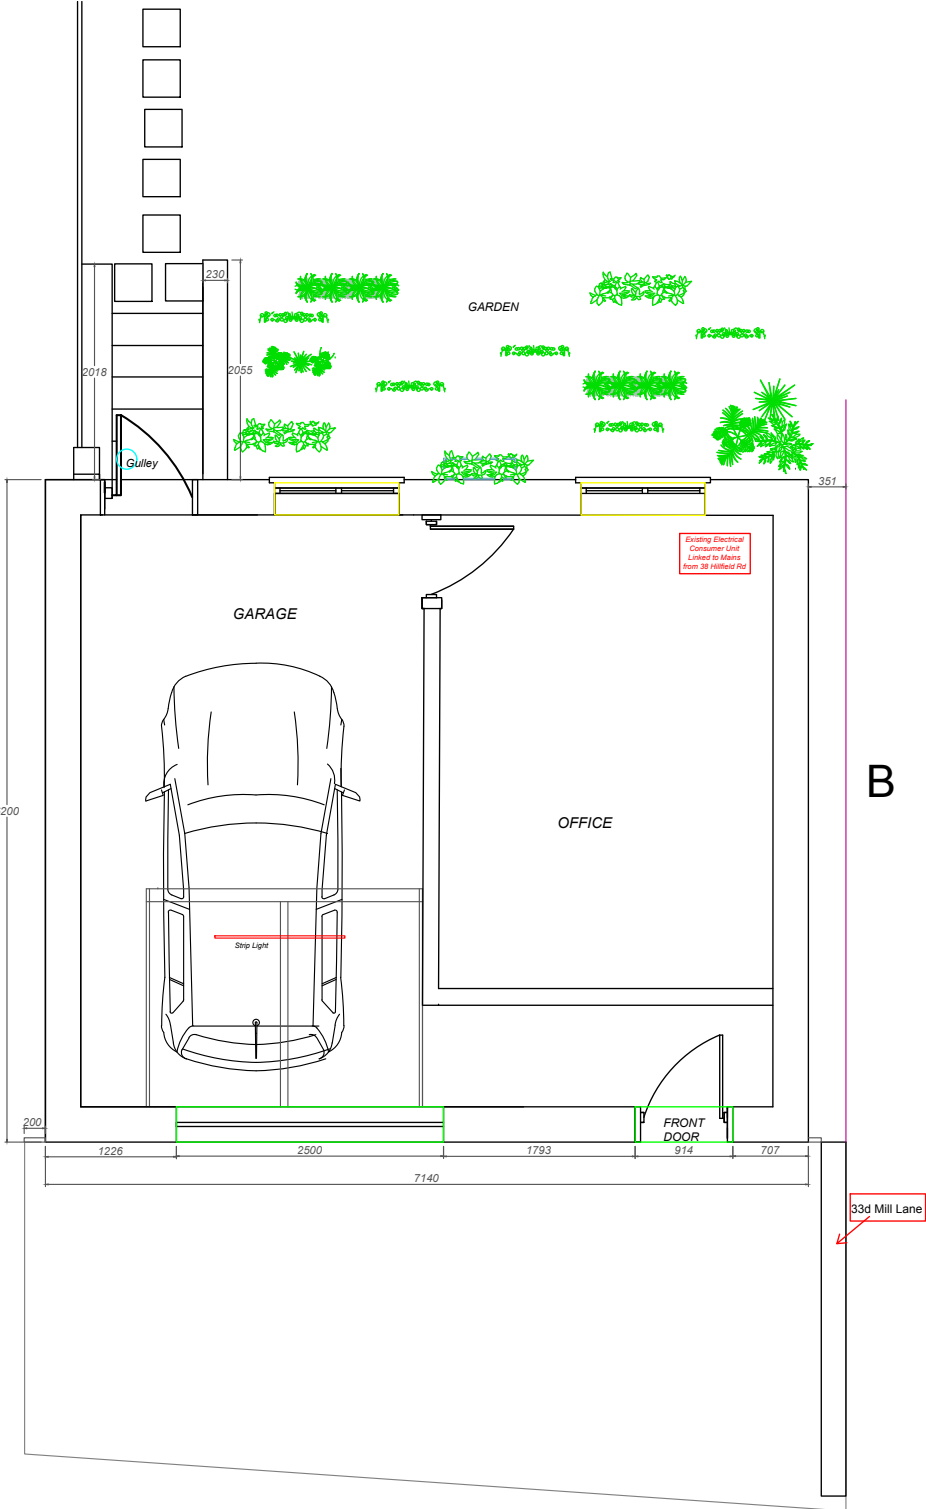 230
GARDEN
2018
2055
Gulley
351
Existing Electrical
Consumer Unit
Linked to Mains
from 38 Hillfield Rd
GARAGE
B
200
OFFICE
Strip Light
200
FRONT
DOOR
1226
2500
1793
914
707
7140
33d Mill Lane